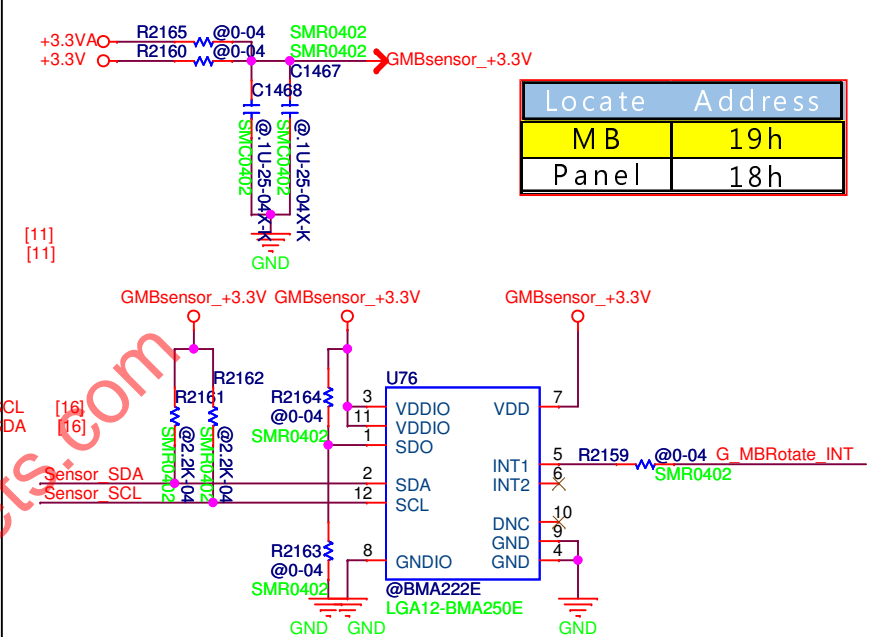 R2165 @0-04 SMR0402
+3.3VA
R2160 @0-04 SMR0402
+3.3V
GMBsensor_+3.3V
C1467
C1468
@.1U-25-04X-K
SMC0402
@.1U-25-04X-K
SMC0402
GND
Locate Address
MB 19h
Panel 18h
[11]
[11]
GMBsensor_+3.3V GMBsensor_+3.3V GMBsensor_+3.3V
R2162
R2161
@2.2K-04
SMR0402
@2.2K-04
SMR0402
CL [16]
DA [16]
ets.com
Sensor_SDA
Sensor_SCL
R2164
@0-04
SMR0402
R2163
@0-04
SMR0402
U76
3 VDDIO VDD 7
11 VDDIO
1 SDO
INT1 5 R2159 @0-04 G_MBRotate_INT
SMR0402
2 SDA INT2 6
12 SCL
DNC 10
GND 9
8 GNDIO GND 4
@BMA222E
LGA12-BMA250E
GND GND GND